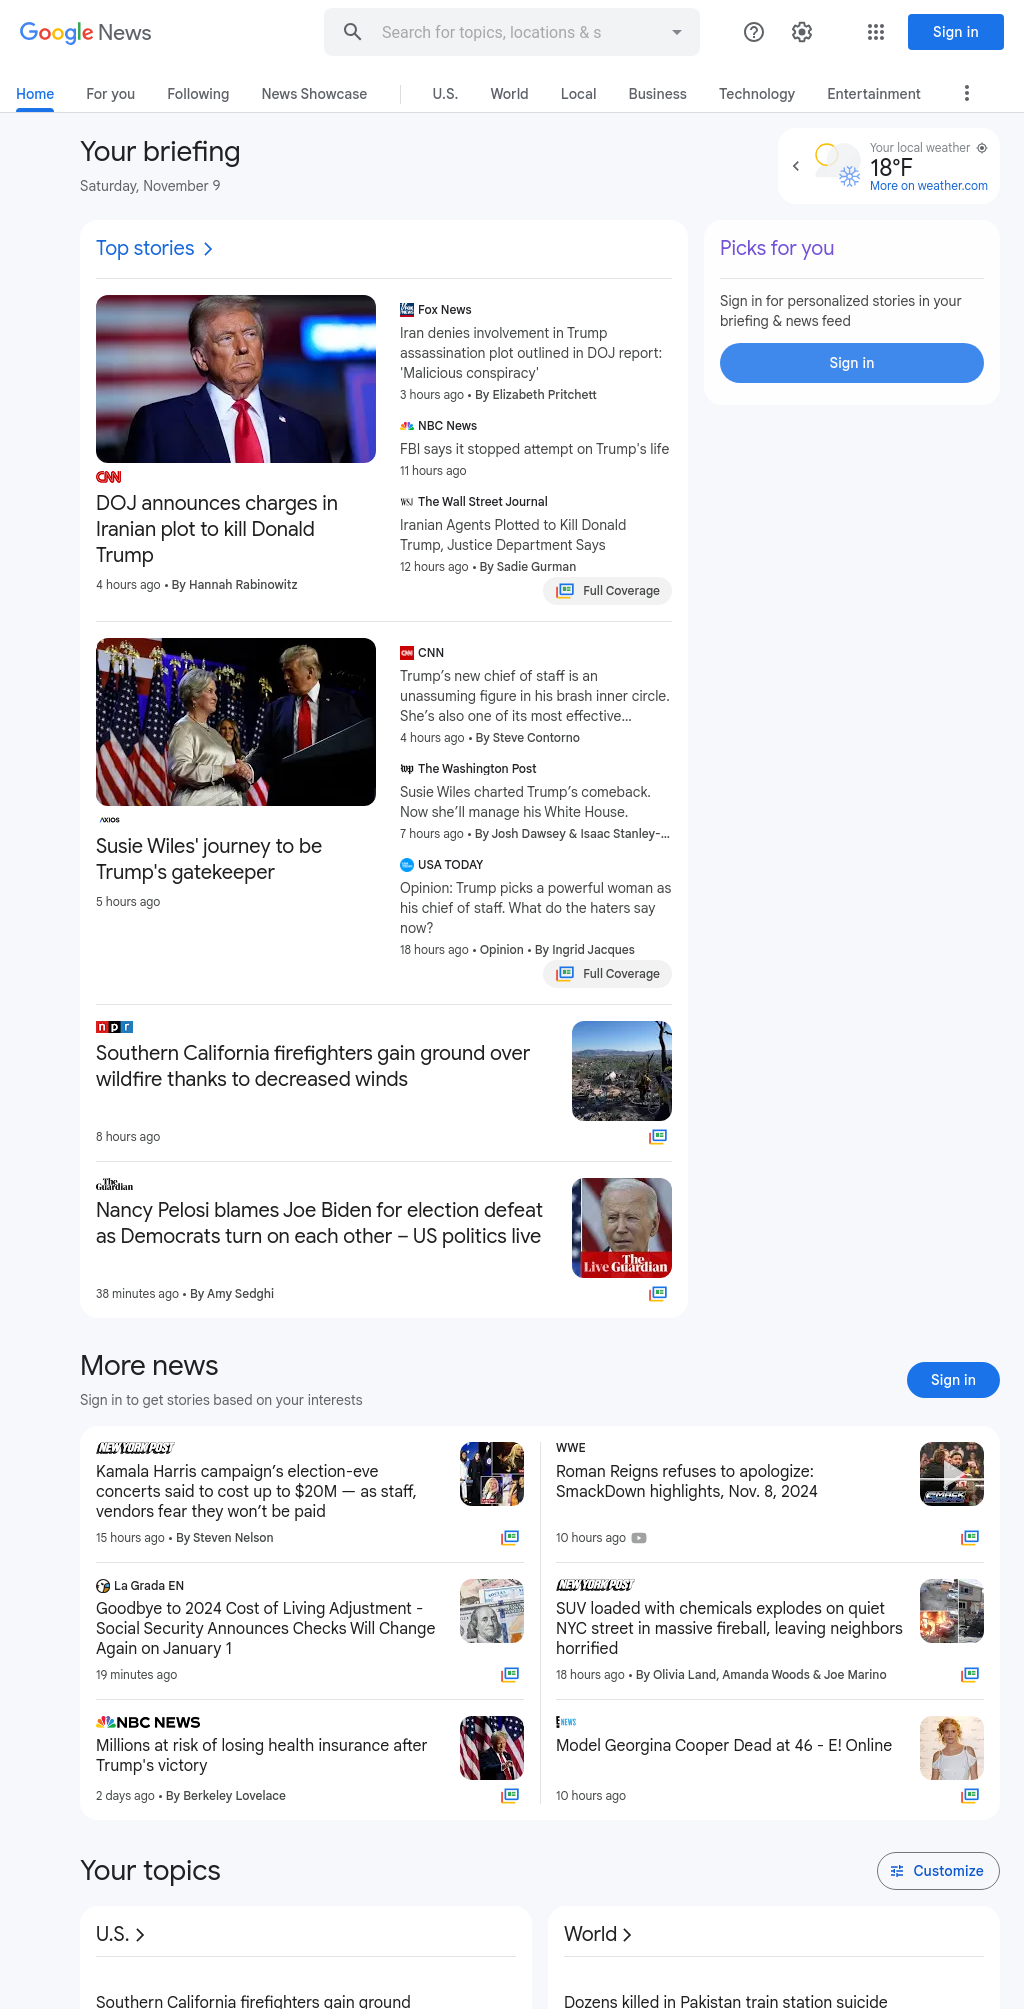 Google News
Search for topics, locations & s
Sign in
Home
For you
Following
News Showcase
U.S.
World
Local
Business
Technology
Entertainment
Your briefing
Saturday, November 9
Your local weather
18°F
More on weather.com
Top stories
CNN
DOJ announces charges in
Iranian plot to kill Donald
Trump
4 hours ago • By Hannah Rabinowitz
Fox News
Iran denies involvement in Trump
assassination plot outlined in DOJ report:
'Malicious conspiracy'
3 hours ago • By Elizabeth Pritchett
NBC News
FBI says it stopped attempt on Trump's life
11 hours ago
WSJ The Wall Street Journal
Iranian Agents Plotted to Kill Donald
Trump, Justice Department Says
12 hours ago • By Sadie Gurman
Full Coverage
AXIOS
Susie Wiles' journey to be
Trump's gatekeeper
5 hours ago
CNN
Trump’s new chief of staff is an
unassuming figure in his brash inner circle.
She’s also one of its most effective…
4 hours ago • By Steve Contorno
wp The Washington Post
Susie Wiles charted Trump’s comeback.
Now she’ll manage his White House.
7 hours ago • By Josh Dawsey & Isaac Stanley-...
USA TODAY
Opinion: Trump picks a powerful woman as
his chief of staff. What do the haters say
now?
18 hours ago • Opinion • By Ingrid Jacques
Full Coverage
npr
Southern California firefighters gain ground over
wildfire thanks to decreased winds
8 hours ago
The
Guardian
Nancy Pelosi blames Joe Biden for election defeat
as Democrats turn on each other – US politics live
38 minutes ago • By Amy Sedghi
The
Live Guardian
Picks for you
Sign in for personalized stories in your
briefing & news feed
Sign in
More news
Sign in to get stories based on your interests
Sign in
NEW YORK POST
Kamala Harris campaign’s election-eve
concerts said to cost up to $20M — as staff,
vendors fear they won’t be paid
15 hours ago • By Steven Nelson
WWE
Roman Reigns refuses to apologize:
SmackDown highlights, Nov. 8, 2024
10 hours ago
La Grada EN
Goodbye to 2024 Cost of Living Adjustment -
Social Security Announces Checks Will Change
Again on January 1
19 minutes ago
NEW YORK POST
SUV loaded with chemicals explodes on quiet
NYC street in massive fireball, leaving neighbors
horrified
18 hours ago • By Olivia Land, Amanda Woods & Joe Marino
NBC NEWS
Millions at risk of losing health insurance after
Trump's victory
2 days ago • By Berkeley Lovelace
E NEWS
Model Georgina Cooper Dead at 46 - E! Online
10 hours ago
Your topics
Customize
U.S.
World
Southern California firefighters gain ground
Dozens killed in Pakistan train station suicide